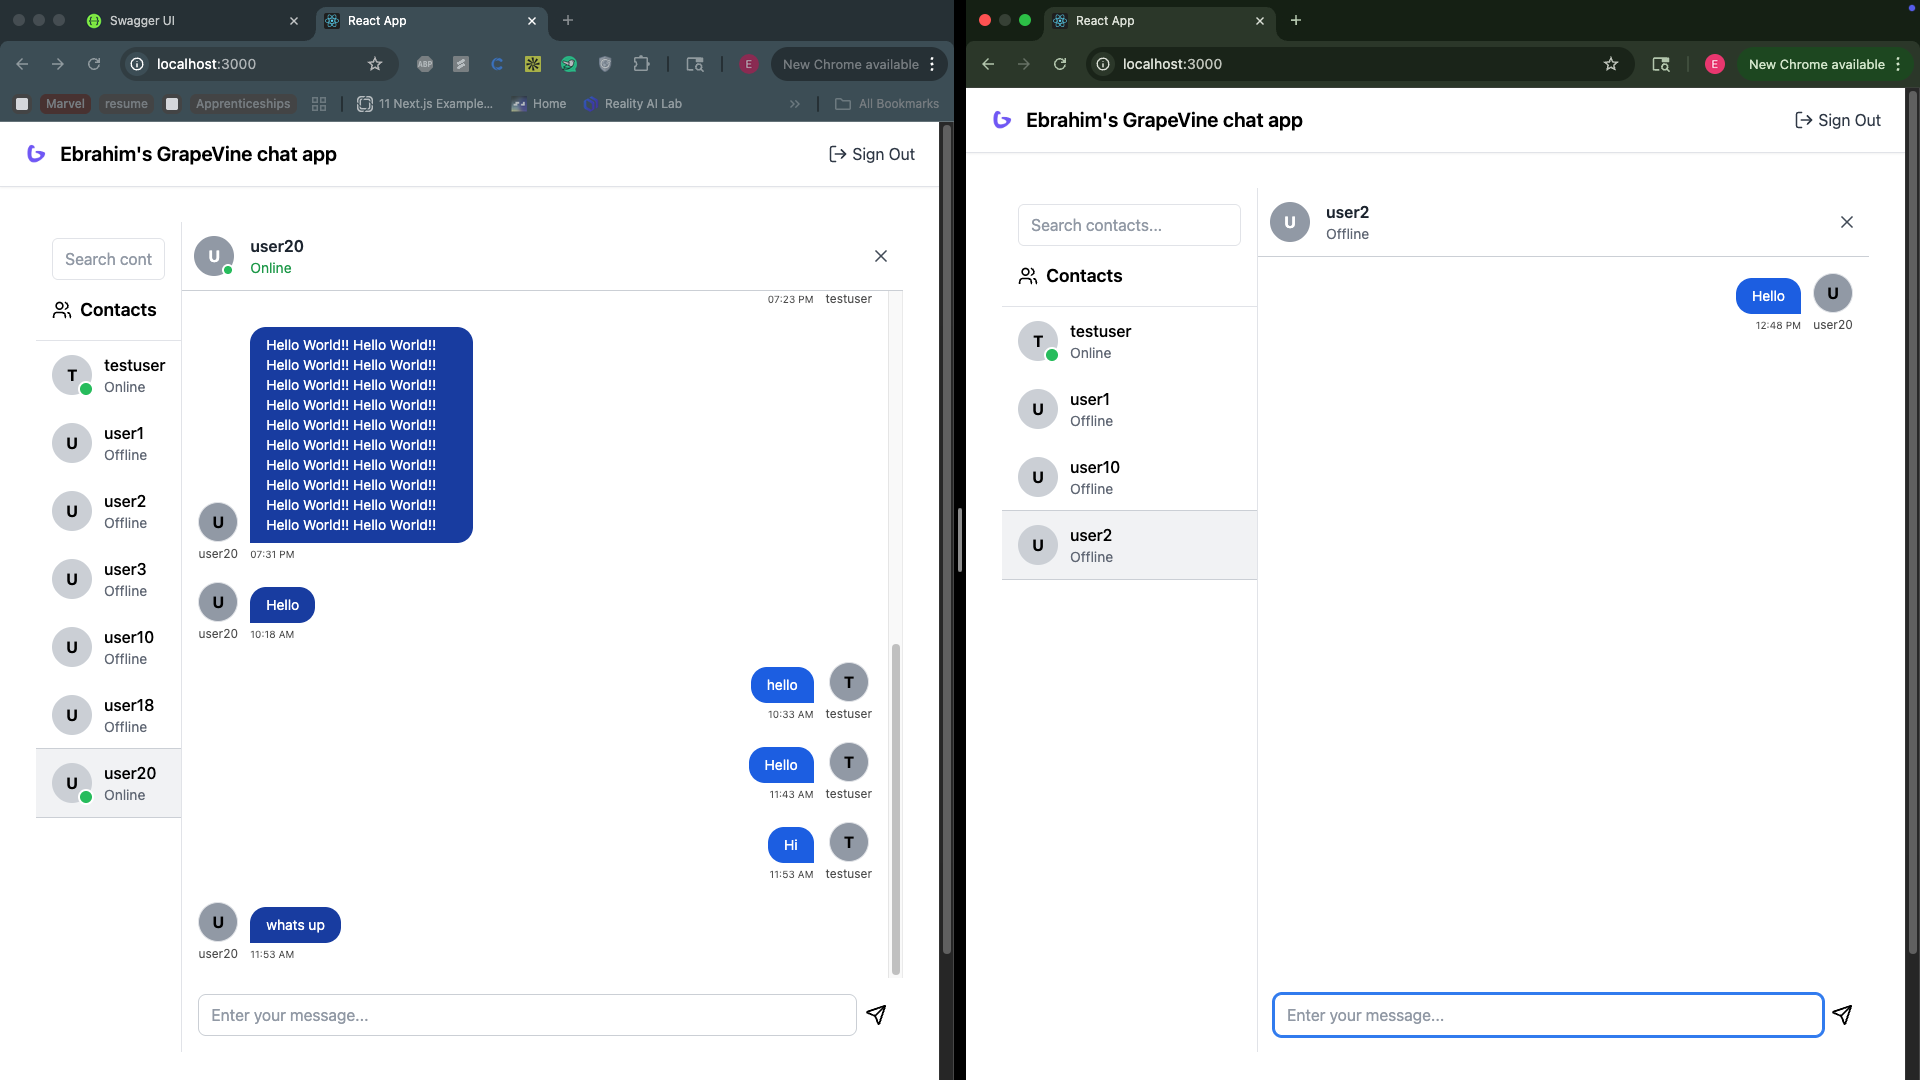 Swagger UI
React App
localhost:3000
ABP
E
New Chrome available
Marvel
resume
Apprenticeships
11 Next.js Example...
Home
Reality AI Lab
All Bookmarks
Ebrahim's GrapeVine chat app
Sign Out
Search cont
Contacts
T
testuser
Online
U
user1
Offline
U
user2
Offline
U
user3
Offline
U
user10
Offline
U
user18
Offline
U
user20
Online
U
user20
Online
07:23 PM testuser
Hello World!! Hello World!!
Hello World!! Hello World!!
Hello World!! Hello World!!
Hello World!! Hello World!!
Hello World!! Hello World!!
Hello World!! Hello World!!
Hello World!! Hello World!!
Hello World!! Hello World!!
Hello World!! Hello World!!
Hello World!! Hello World!!
U
user20 07:31 PM
U
Hello
user20 10:18 AM
hello
T
10:33 AM testuser
Hello
T
11:43 AM testuser
Hi
T
11:53 AM testuser
U
whats up
user20 11:53 AM
Enter your message...
React App
localhost:3000
E
New Chrome available
Ebrahim's GrapeVine chat app
Sign Out
Search contacts...
Contacts
T
testuser
Online
U
user1
Offline
U
user10
Offline
U
user2
Offline
U
user2
Offline
Hello
U
12:48 PM user20
Enter your message...